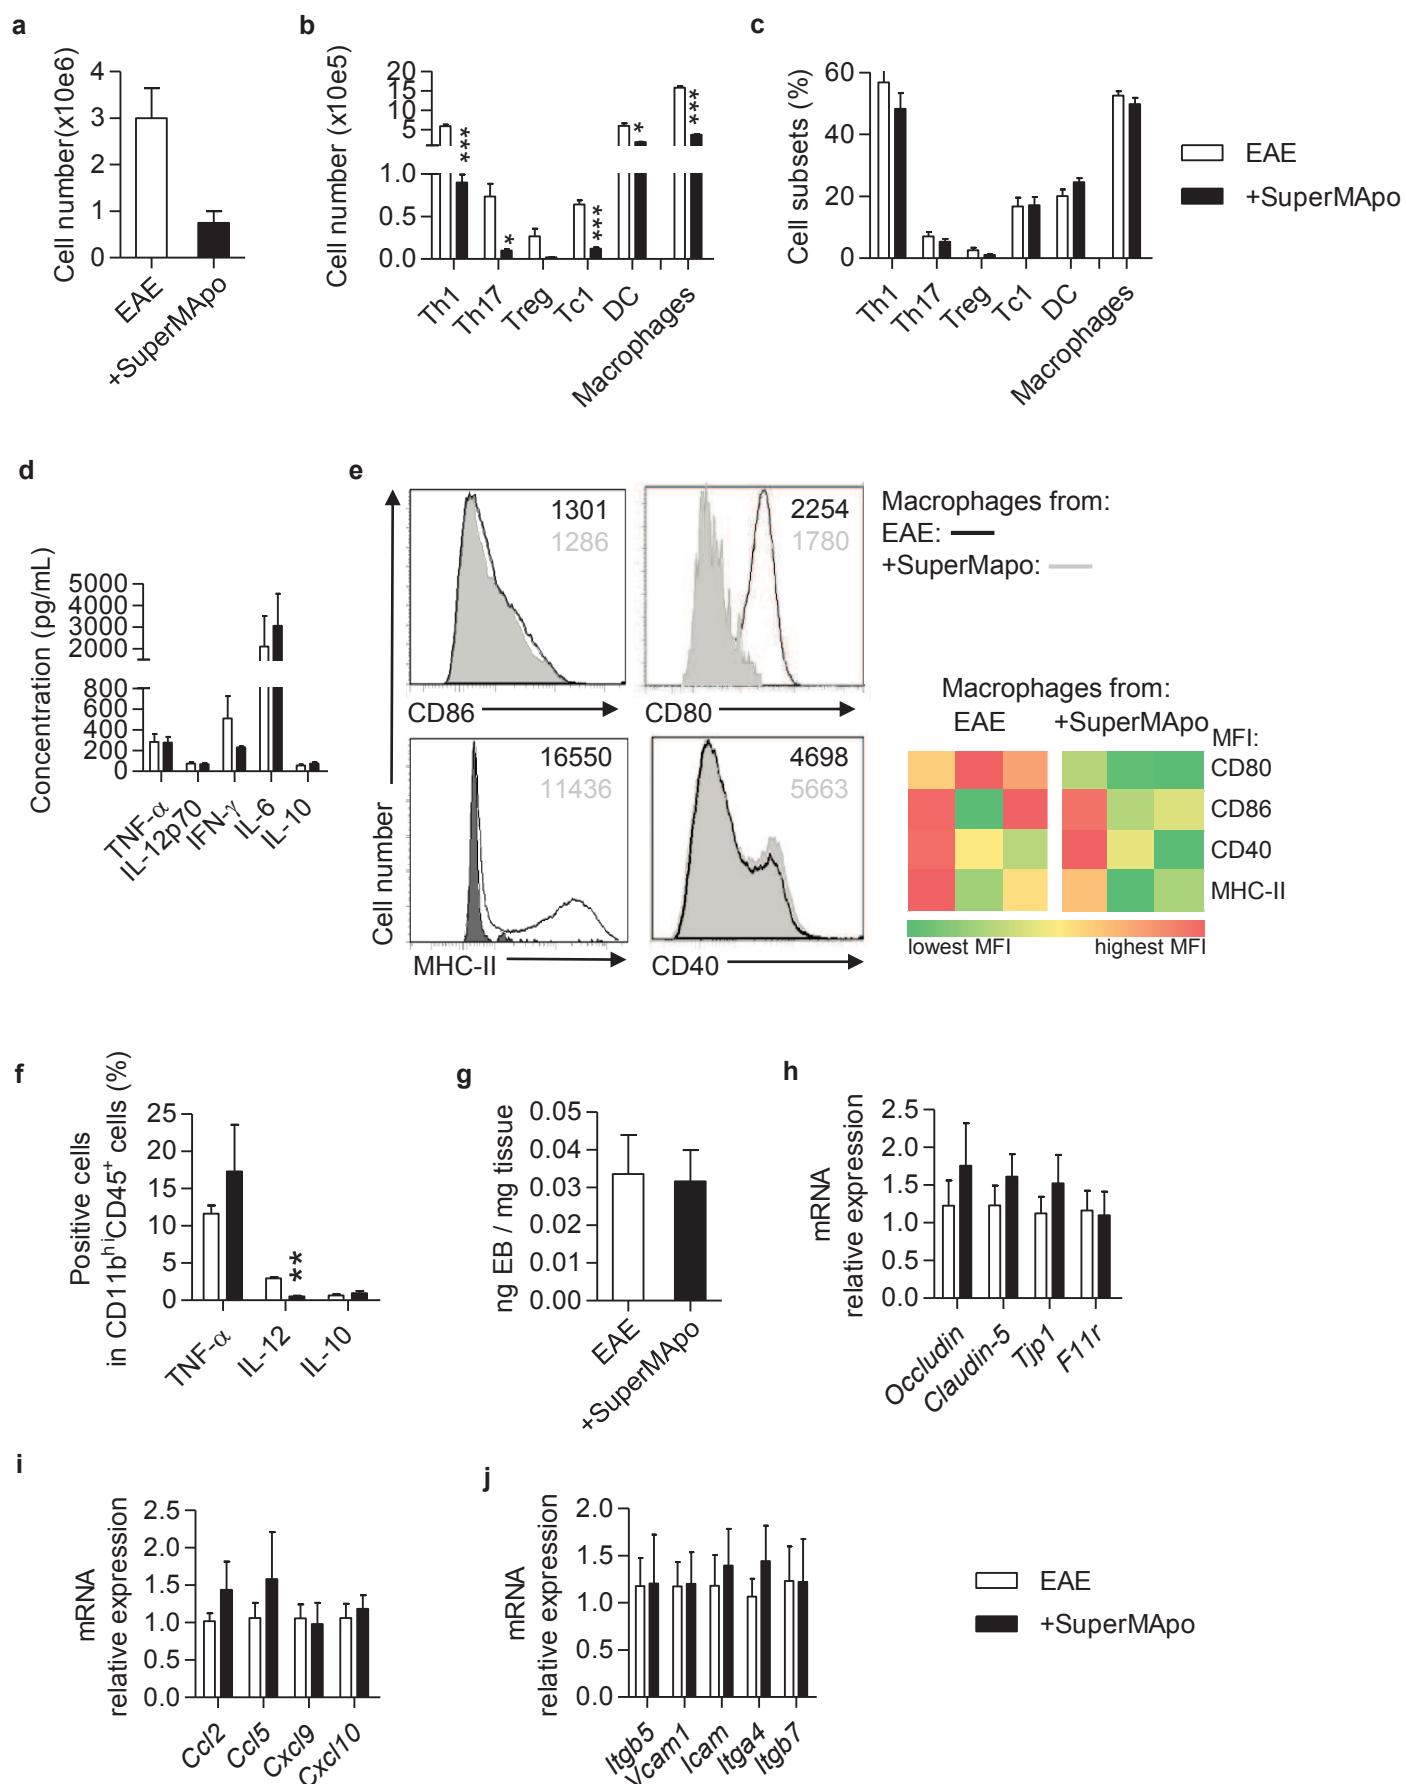 a
Cell number(x10e6)
4
3
2
1
0
EAE
+SuperMApo
b
Cell number (x10e5)
20
15
10
5
1.0
0.5
0.0
***
*
***
*
***
Th1
Th17
Treg
Tc1
DC
Macrophages
c
Cell subsets (%)
60
40
20
0
Th1
Th17
Treg
Tc1
DC
Macrophages
EAE
+SuperMApo
d
Concentration (pg/mL)
5000
4000
3000
2000
800
600
400
200
0
TNF-α
IL-12p70
IFN-γ
IL-6
IL-10
e
Cell number
1301
1286
CD86
2254
1780
CD80
16550
11436
MHC-II
4698
5663
CD40
Macrophages from:
EAE:
+SuperMapo:
Macrophages from:
EAE +SuperMApo
MFI:
CD80
CD86
CD40
MHC-II
lowest MFI highest MFI
f
Positive cells
in CD11b^hi CD45⁺ cells (%)
25
20
15
10
5
0
**
TNF-α
IL-12
IL-10
g
ng EB / mg tissue
0.05
0.04
0.03
0.02
0.01
0.00
EAE
+SuperMApo
h
mRNA
relative expression
2.5
2.0
1.5
1.0
0.5
0.0
Occludin
Claudin-5
Tjp1
F11r
i
mRNA
relative expression
2.5
2.0
1.5
1.0
0.5
0.0
Ccl2
Ccl5
Cxcl9
Cxcl10
j
mRNA
relative expression
2.0
1.5
1.0
0.5
0.0
Itgb5
Vcam1
Icam
Itga4
Itgb7
EAE
+SuperMApo